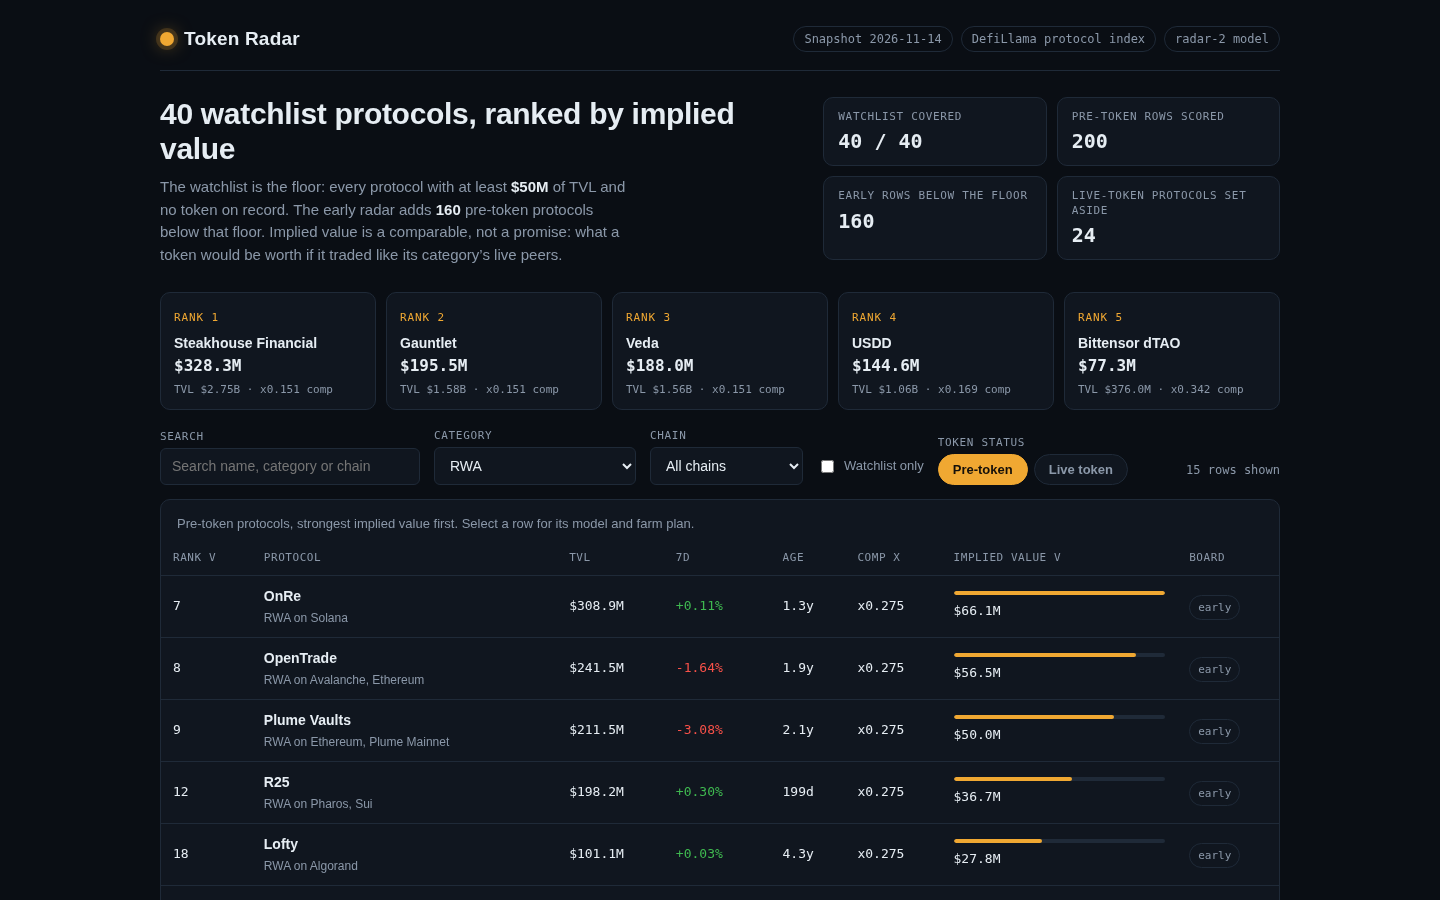 Token Radar
Snapshot 2026-11-14
DefiLlama protocol index
radar-2 model
40 watchlist protocols, ranked by implied
value
The watchlist is the floor: every protocol with at least $50M of TVL and
no token on record. The early radar adds 160 pre-token protocols
below that floor. Implied value is a comparable, not a promise: what a
token would be worth if it traded like its category's live peers.
WATCHLIST COVERED
40 / 40
PRE-TOKEN ROWS SCORED
200
EARLY ROWS BELOW THE FLOOR
160
LIVE-TOKEN PROTOCOLS SET
ASIDE
24
RANK 1
Steakhouse Financial
$328.3M
TVL $2.75B · x0.151 comp
RANK 2
Gauntlet
$195.5M
TVL $1.58B · x0.151 comp
RANK 3
Veda
$188.0M
TVL $1.56B · x0.151 comp
RANK 4
USDD
$144.6M
TVL $1.06B · x0.169 comp
RANK 5
Bittensor dTAO
$77.3M
TVL $376.0M · x0.342 comp
SEARCH
Search name, category or chain
CATEGORY
RWA
CHAIN
All chains
Watchlist only
TOKEN STATUS
Pre-token
Live token
15 rows shown
Pre-token protocols, strongest implied value first. Select a row for its model and farm plan.
RANK V PROTOCOL TVL 7D AGE COMP X IMPLIED VALUE V BOARD
7 OnRe $308.9M +0.11% 1.3y x0.275 $66.1M early
RWA on Solana
8 OpenTrade $241.5M -1.64% 1.9y x0.275 $56.5M early
RWA on Avalanche, Ethereum
9 Plume Vaults $211.5M -3.08% 2.1y x0.275 $50.0M early
RWA on Ethereum, Plume Mainnet
12 R25 $198.2M +0.30% 199d x0.275 $36.7M early
RWA on Pharos, Sui
18 Lofty $101.1M +0.03% 4.3y x0.275 $27.8M early
RWA on Algorand